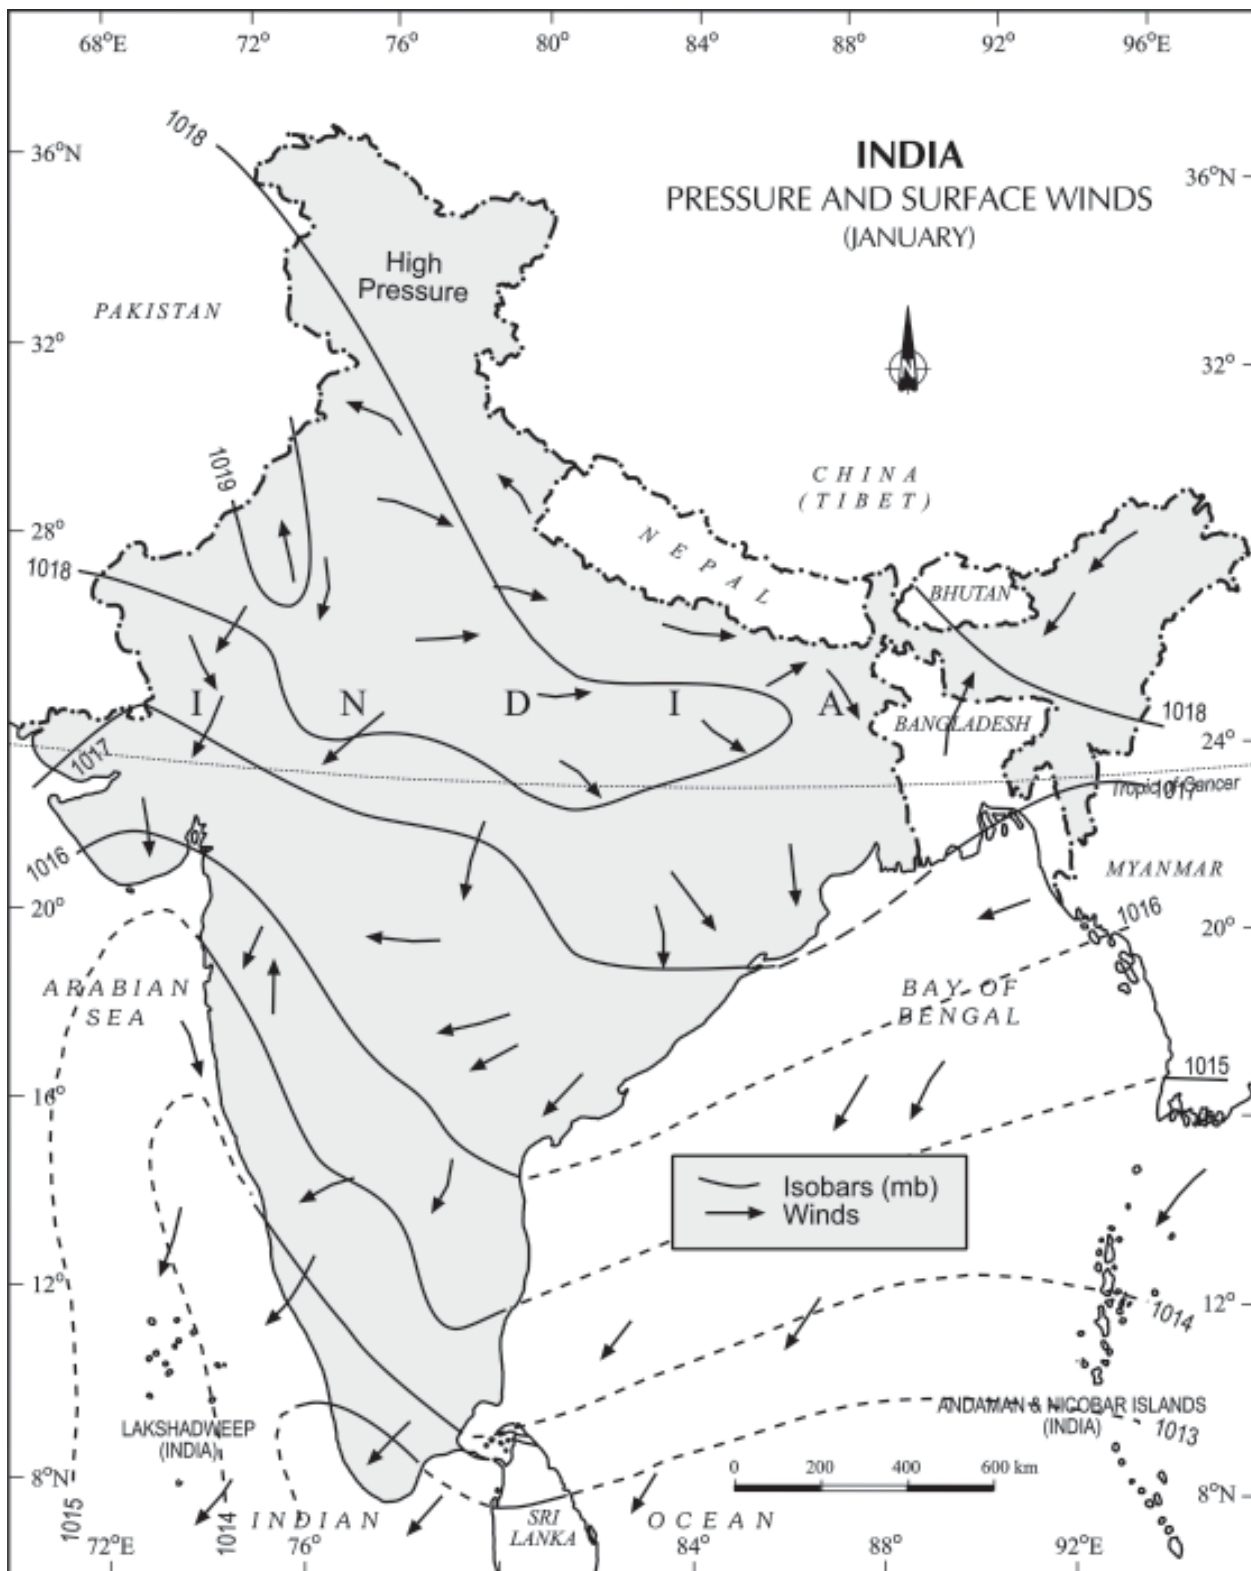 68°E 72° 76° 80° 84° 88° 92° 96°E
1018
36°N
INDIA
PRESSURE AND SURFACE WINDS
(JANUARY)
36°N
High
Pressure
PAKISTAN
32°
N
32°
1019
CHINA
(TIBET)
28°
NEPAL
1018
BHUTAN
I N D I A
BANGLADESH
1018
24°
1017
Tropic of Cancer
1017
1016
MYANMAR
20°
1016
20°
ARABIAN
SEA
BAY OF
BENGAL
1015
16°
Isobars (mb)
Winds
12°
1014
12°
LAKSHADWEEP
(INDIA)
ANDAMAN & NICOBAR ISLANDS
(INDIA)
1013
8°N
0 200 400 600 km
8°N
1015
1014
INDIAN
SRI
LANKA
OCEAN
72°E 76° 84° 88° 92°E